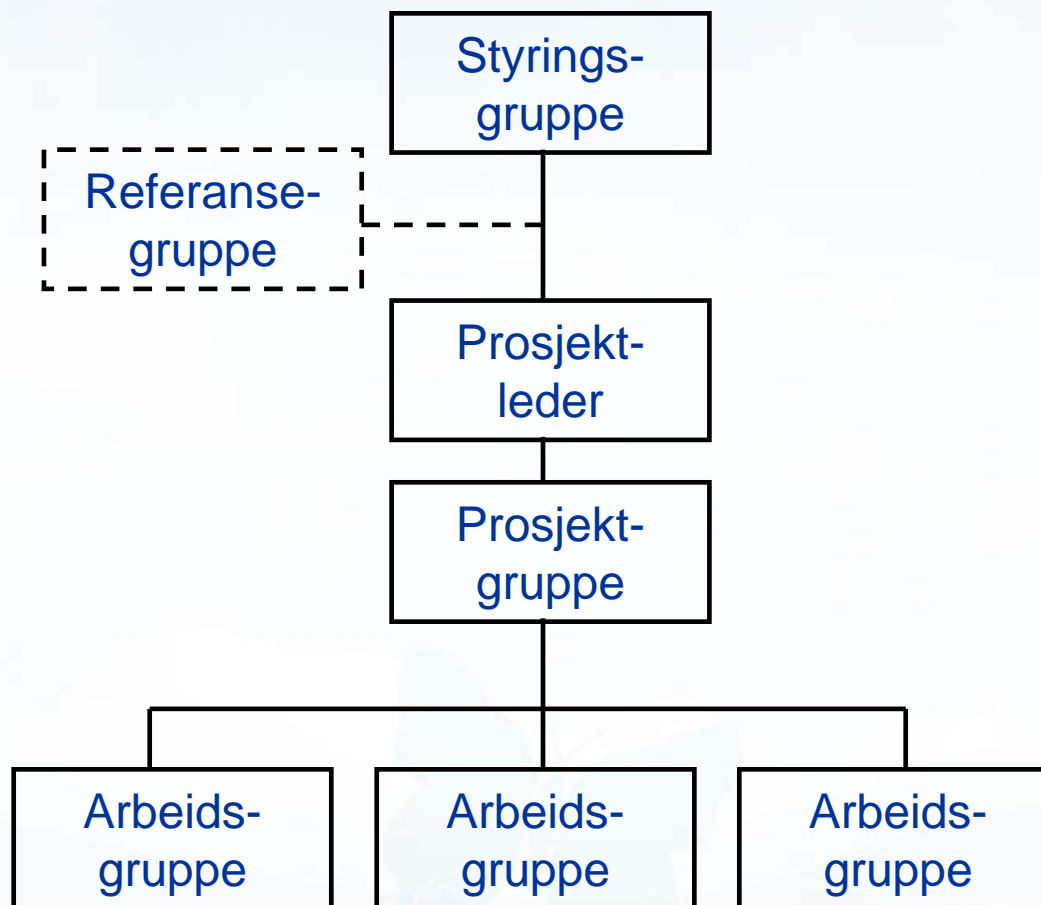 Styrings-
gruppe
Referanse-
gruppe
Prosjekt-
leder
Prosjekt-
gruppe
Arbeids-
gruppe
Arbeids-
gruppe
Arbeids-
gruppe